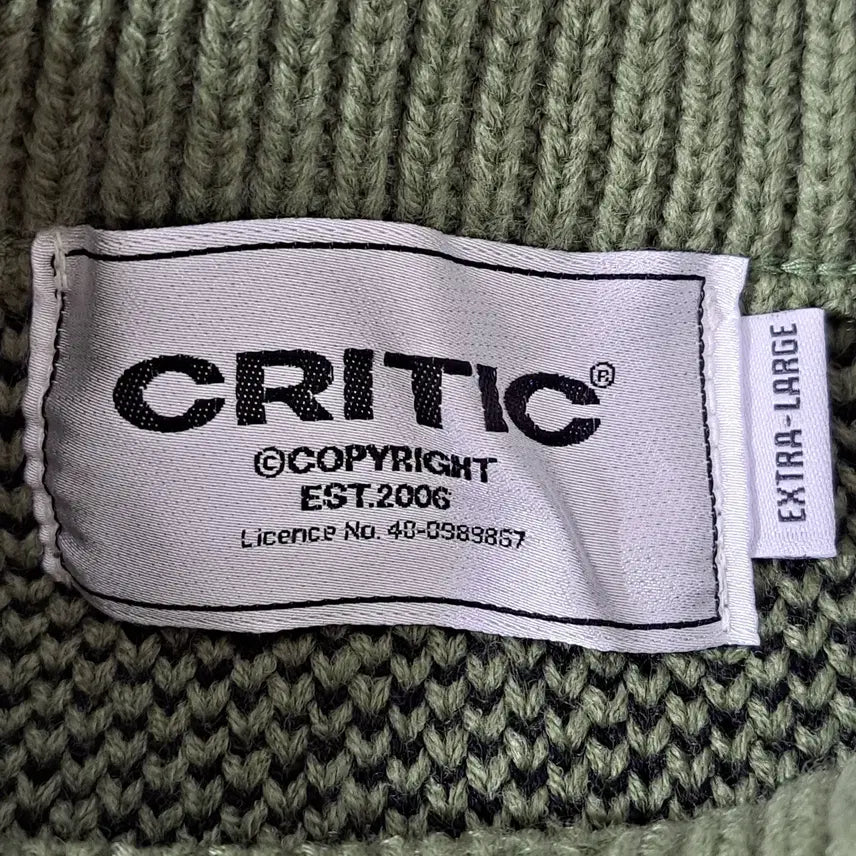 CRITIC®
©COPYRIGHT
EST.2006
Licence No. 40-0989867
EXTRA-LARGE